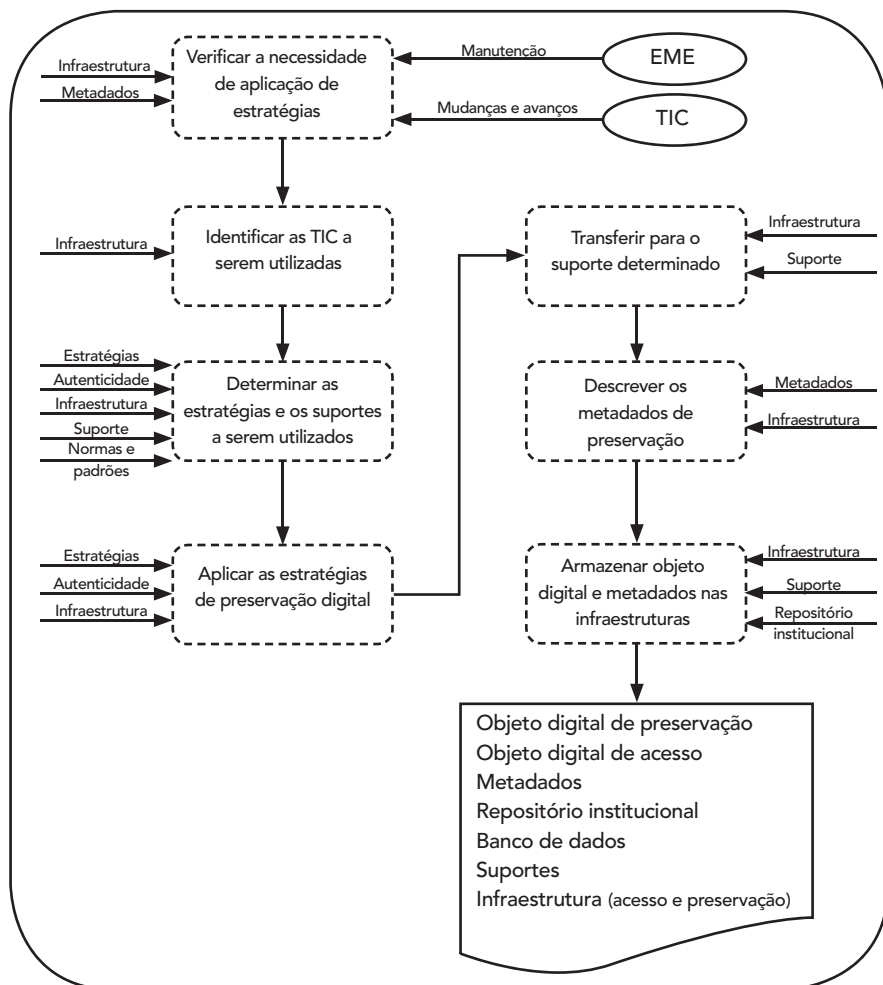 Infraestrutura
Metadados
Verificar a necessidade
de aplicação de
estratégias
Manutenção
EME
Mudanças e avanços
TIC
Infraestrutura
Identificar as TIC a
serem utilizadas
Estratégias
Autenticidade
Infraestrutura
Suporte
Normas e
padrões
Determinar as
estratégias e os suportes
a serem utilizados
Estratégias
Autenticidade
Infraestrutura
Aplicar as estratégias
de preservação digital
Transferir para o
suporte determinado
Infraestrutura
Suporte
Descrever os
metadados de
preservação
Metadados
Infraestrutura
Armazenar objeto
digital e metadados nas
infraestruturas
Infraestrutura
Suporte
Repositório
institucional
Objeto digital de preservação
Objeto digital de acesso
Metadados
Repositório institucional
Banco de dados
Suportes
Infraestrutura (acesso e preservação)